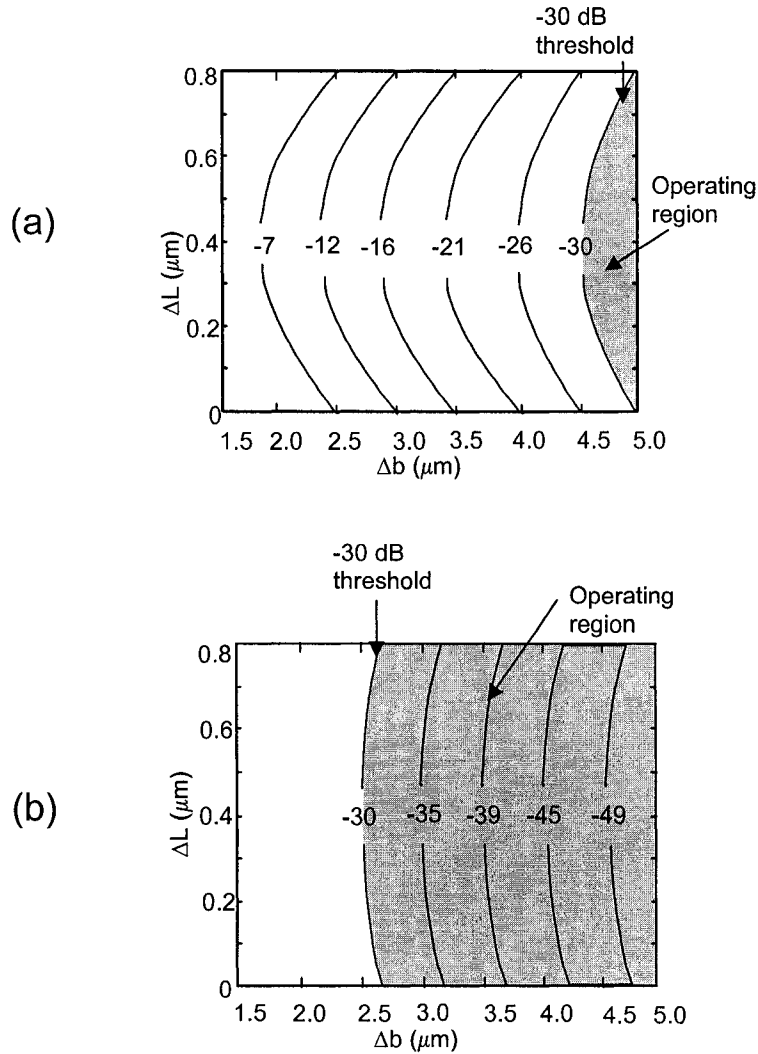 -30 dB
threshold
(a)
ΔL (μm)
0.8
0.6
0.4
0.2
0
-7 -12 -16 -21 -26 -30
Operating
region
1.5 2.0 2.5 3.0 3.5 4.0 4.5 5.0
Δb (μm)
-30 dB
threshold
Operating
region
(b)
ΔL (μm)
0.8
0.6
0.4
0.2
0
-30 -35 -39 -45 -49
1.5 2.0 2.5 3.0 3.5 4.0 4.5 5.0
Δb (μm)